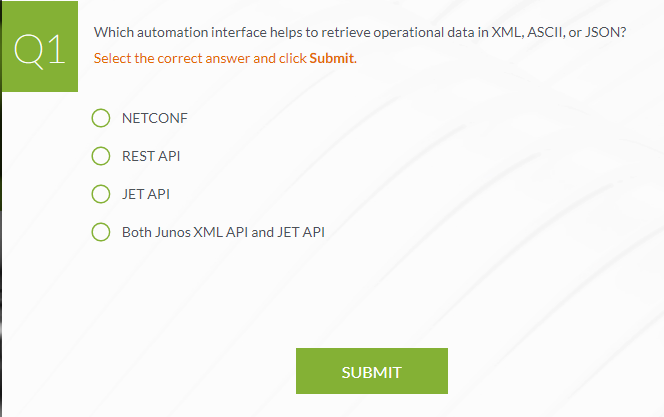 Q1
Which automation interface helps to retrieve operational data in XML, ASCII, or JSON?
Select the correct answer and click Submit.
NETCONF
REST API
JET API
Both Junos XML API and JET API
SUBMIT